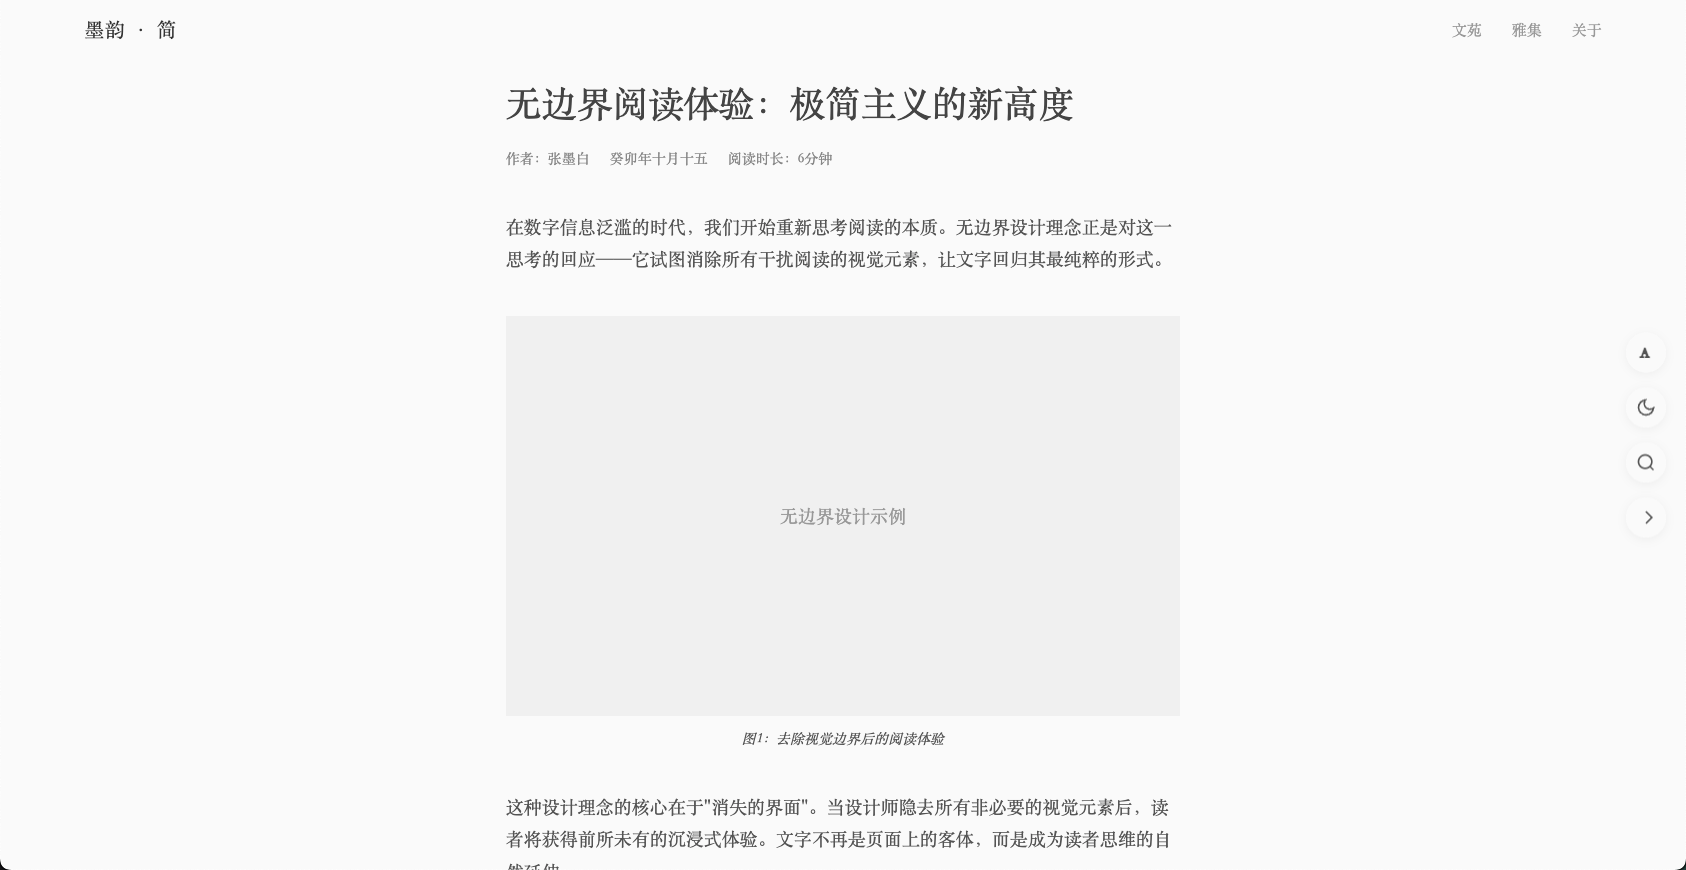 墨韵 · 简
文苑 雅集 关于
无边界阅读体验：极简主义的新高度
作者：张墨白 癸卯年十月十五 阅读时长：6分钟
在数字信息泛滥的时代，我们开始重新思考阅读的本质。无边界设计理念正是对这一
思考的回应——它试图消除所有干扰阅读的视觉元素，让文字回归其最纯粹的形式。
A
无边界设计示例
图1：去除视觉边界后的阅读体验
这种设计理念的核心在于"消失的界面"。当设计师隐去所有非必要的视觉元素后，读
者将获得前所未有的沉浸式体验。文字不再是页面上的客体，而是成为读者思维的自